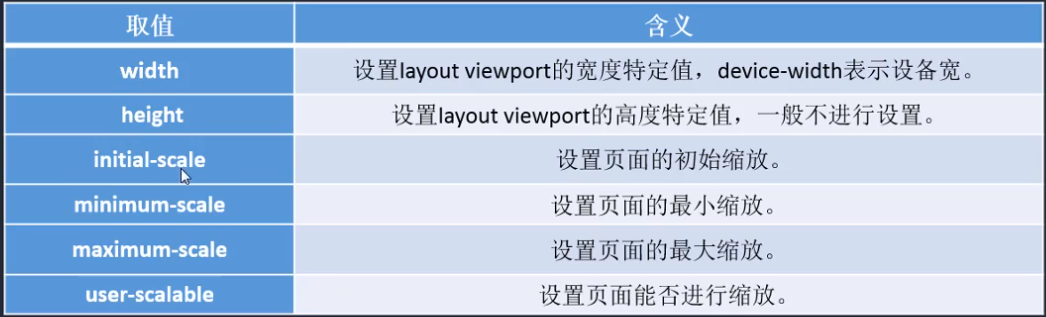 取值 含义
width 设置layout viewport的宽度特定值，device-width表示设备宽。
height 设置layout viewport的高度特定值，一般不进行设置。
initial-scale 设置页面的初始缩放。
minimum-scale 设置页面的最小缩放。
maximum-scale 设置页面的最大缩放。
user-scalable 设置页面能否进行缩放。